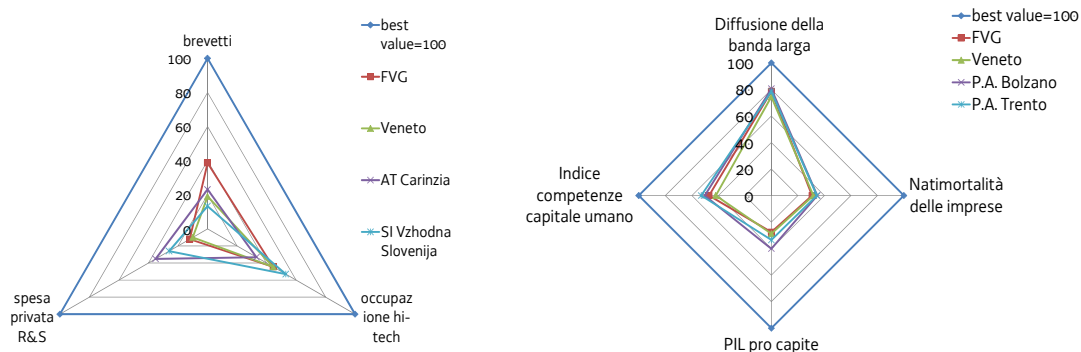 brevetti
100
80
60
40
20
0
spesa
privata
R&S
occupaz
ione hi-
tech
best
value=100
FVG
Veneto
AT Carinzia
SI Vzhodna
Slovenija
Diffusione della
banda larga
100
80
60
40
20
0
Indice
competenze
capitale umano
Natimortalità
delle imprese
PIL pro capite
best value=100
FVG
Veneto
P.A. Bolzano
P.A. Trento